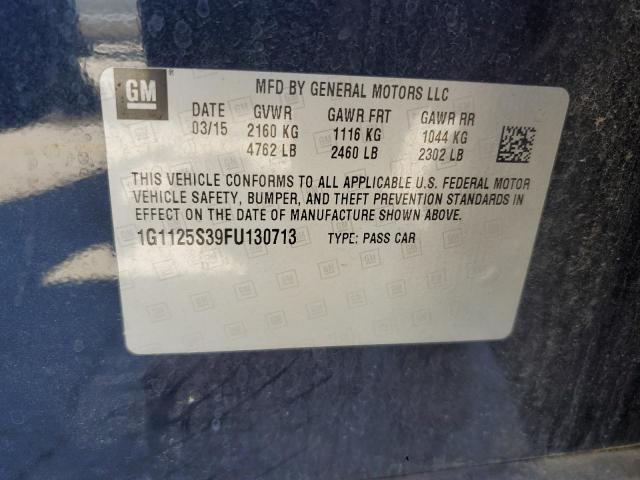 GM ® MFD BY GENERAL MOTORS LLC
DATE GVWR GAWR FRT GAWR RR
03/15 2160 KG 1116 KG 1044 KG
4762 LB 2460 LB 2302 LB
THIS VEHICLE CONFORMS TO ALL APPLICABLE U.S. FEDERAL MOTOR
VEHICLE SAFETY, BUMPER, AND THEFT PREVENTION STANDARDS IN
EFFECT ON THE DATE OF MANUFACTURE SHOWN ABOVE.
1G1125S39FU130713 TYPE: PASS CAR